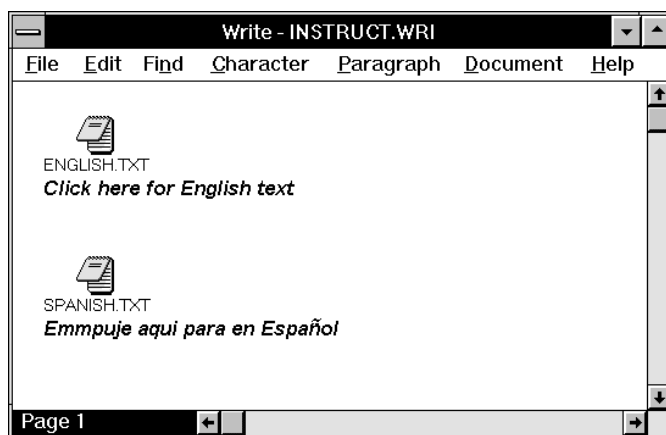 Write - INSTRUCT.WRI
File Edit Find Character Paragraph Document Help
ENGLISH.TXT
Click here for English text
SPANISH.TXT
Emmpuje aqui para en Español
Page 1